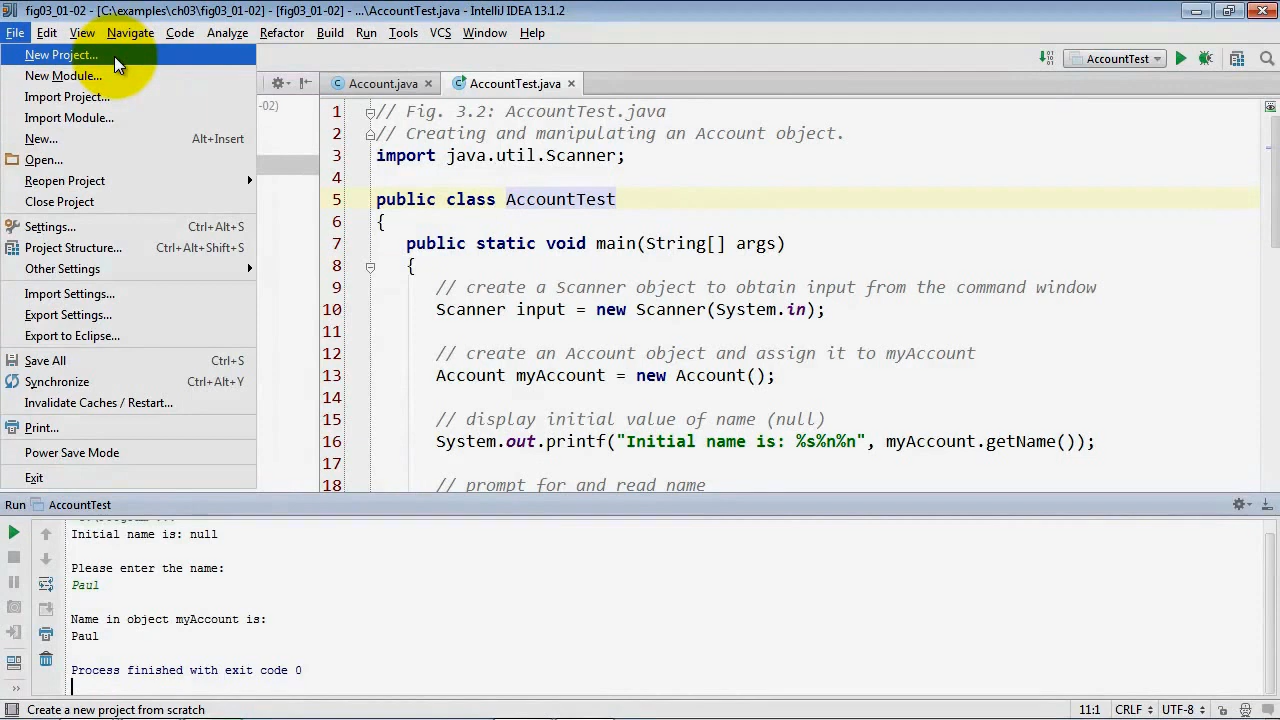 fig03_01-02 - [C:\examples\ch03\fig03_01-02] - [fig03_01-02] - ...\AccountTest.java - IntelliJ IDEA 13.1.2
File Edit View Navigate Code Analyze Refactor Build Run Tools VCS Window Help
New Project...
New Module...
Import Project...
Import Module...
New... Alt+Insert
Open...
Reopen Project
Close Project
Settings... Ctrl+Alt+S
Project Structure... Ctrl+Alt+Shift+S
Other Settings
Import Settings...
Export Settings...
Export to Eclipse...
Save All Ctrl+S
Synchronize Ctrl+Alt+Y
Invalidate Caches / Restart...
Print...
Power Save Mode
Exit
AccountTest
-02)
Account.java AccountTest.java
1 // Fig. 3.2: AccountTest.java
2 // Creating and manipulating an Account object.
3 import java.util.Scanner;
4
5 public class AccountTest
6 {
7 public static void main(String[] args)
8 {
9 // create a Scanner object to obtain input from the command window
10 Scanner input = new Scanner(System.in);
11
12 // create an Account object and assign it to myAccount
13 Account myAccount = new Account();
14
15 // display initial value of name (null)
16 System.out.printf("Initial name is: %s%n%n", myAccount.getName());
17
18 // prompt for and read name
Run AccountTest
Initial name is: null
Please enter the name:
Paul
Name in object myAccount is:
Paul
Process finished with exit code 0
Create a new project from scratch
11:1 CRLF UTF-8